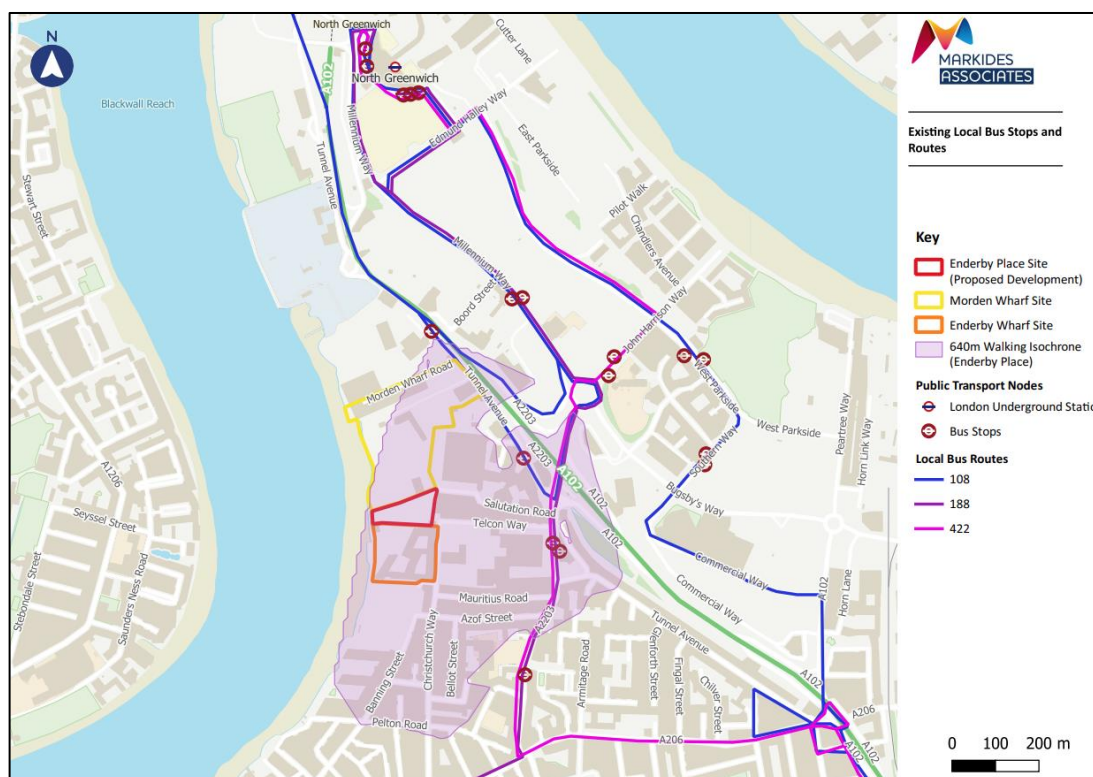 N
Blackwall Reach
Stewart Street
A1206
Seyssel Street
Stebondale Street
Saunders Ness Road
North Greenwich
A102
North Greenwich
Cutter Lane
Edmund Halley Way
East Parkside
Millennium Way
Tunnel Avenue
Pilot Walk
Chandlers Avenue
Millennium Way
Boord Street
John Harrison Way
West Parkside
West Parkside
Peartree Way
Horn Link Way
Morden Wharf Road
Tunnel Avenue
A2203
A2203
A102
A102
Southern Way
Bugsby's Way
Salutation Road
Telcon Way
A102
Commercial Way
Commercial Way
A102
Horn Lane
Mauritius Road
Azof Street
A2203
Tunnel Avenue
Christchurch Way
Bellot Street
Banning Street
Armitage Road
Glenforth Street
Fingal Street
Chilver Street
Pelton Road
A206
A102
A206
A102
A102
MARKIDES
ASSOCIATES
Existing Local Bus Stops and
Routes
Key
Enderby Place Site
(Proposed Development)
Morden Wharf Site
Enderby Wharf Site
640m Walking Isochrone
(Enderby Place)
Public Transport Nodes
London Underground Stati
Bus Stops
Local Bus Routes
108
188
422
0 100 200 m